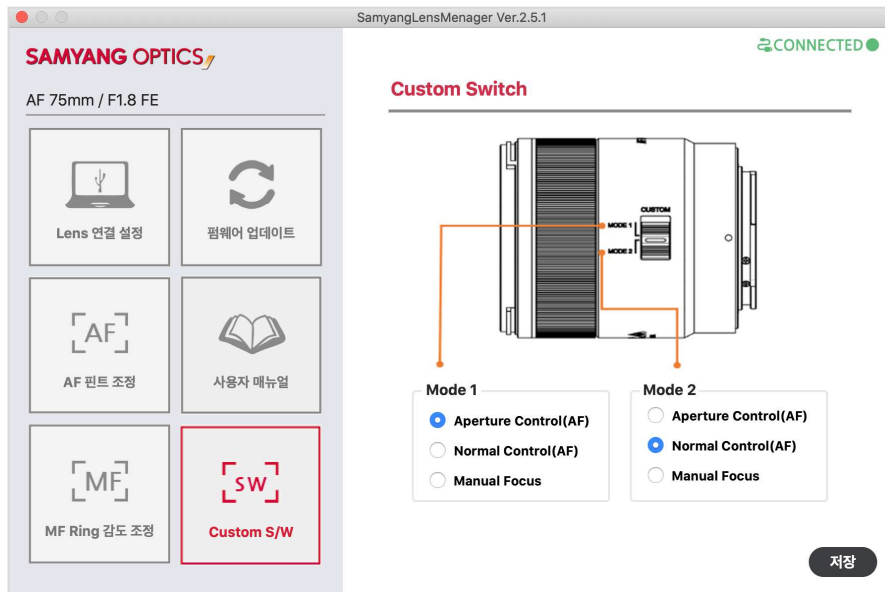 SamyangLensMenager Ver.2.5.1
SAMYANG OPTICS
CONNECTED
AF 75mm / F1.8 FE
Custom Switch
Lens 연결 설정
펌웨어 업데이트
AF
AF 핀트 조정
사용자 매뉴얼
MF
MF Ring 감도 조정
SW
Custom S/W
CUSTOM
MODE 1
MODE 2
Mode 1
Aperture Control(AF)
Normal Control(AF)
Manual Focus
Mode 2
Aperture Control(AF)
Normal Control(AF)
Manual Focus
저장